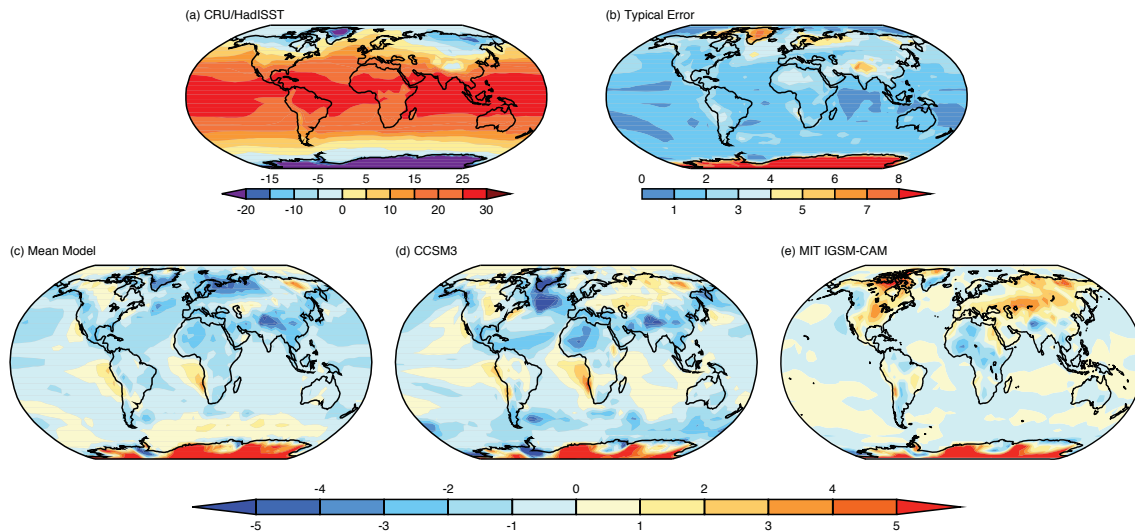 (a) CRU/HadISST
(b) Typical Error
-15 -5 5 15 25
-20 -10 0 10 20 30
0 2 4 6 8
1 3 5 7
(c) Mean Model
(d) CCSM3
(e) MIT IGSM-CAM
-4 -2 0 2 4
-5 -3 -1 1 3 5